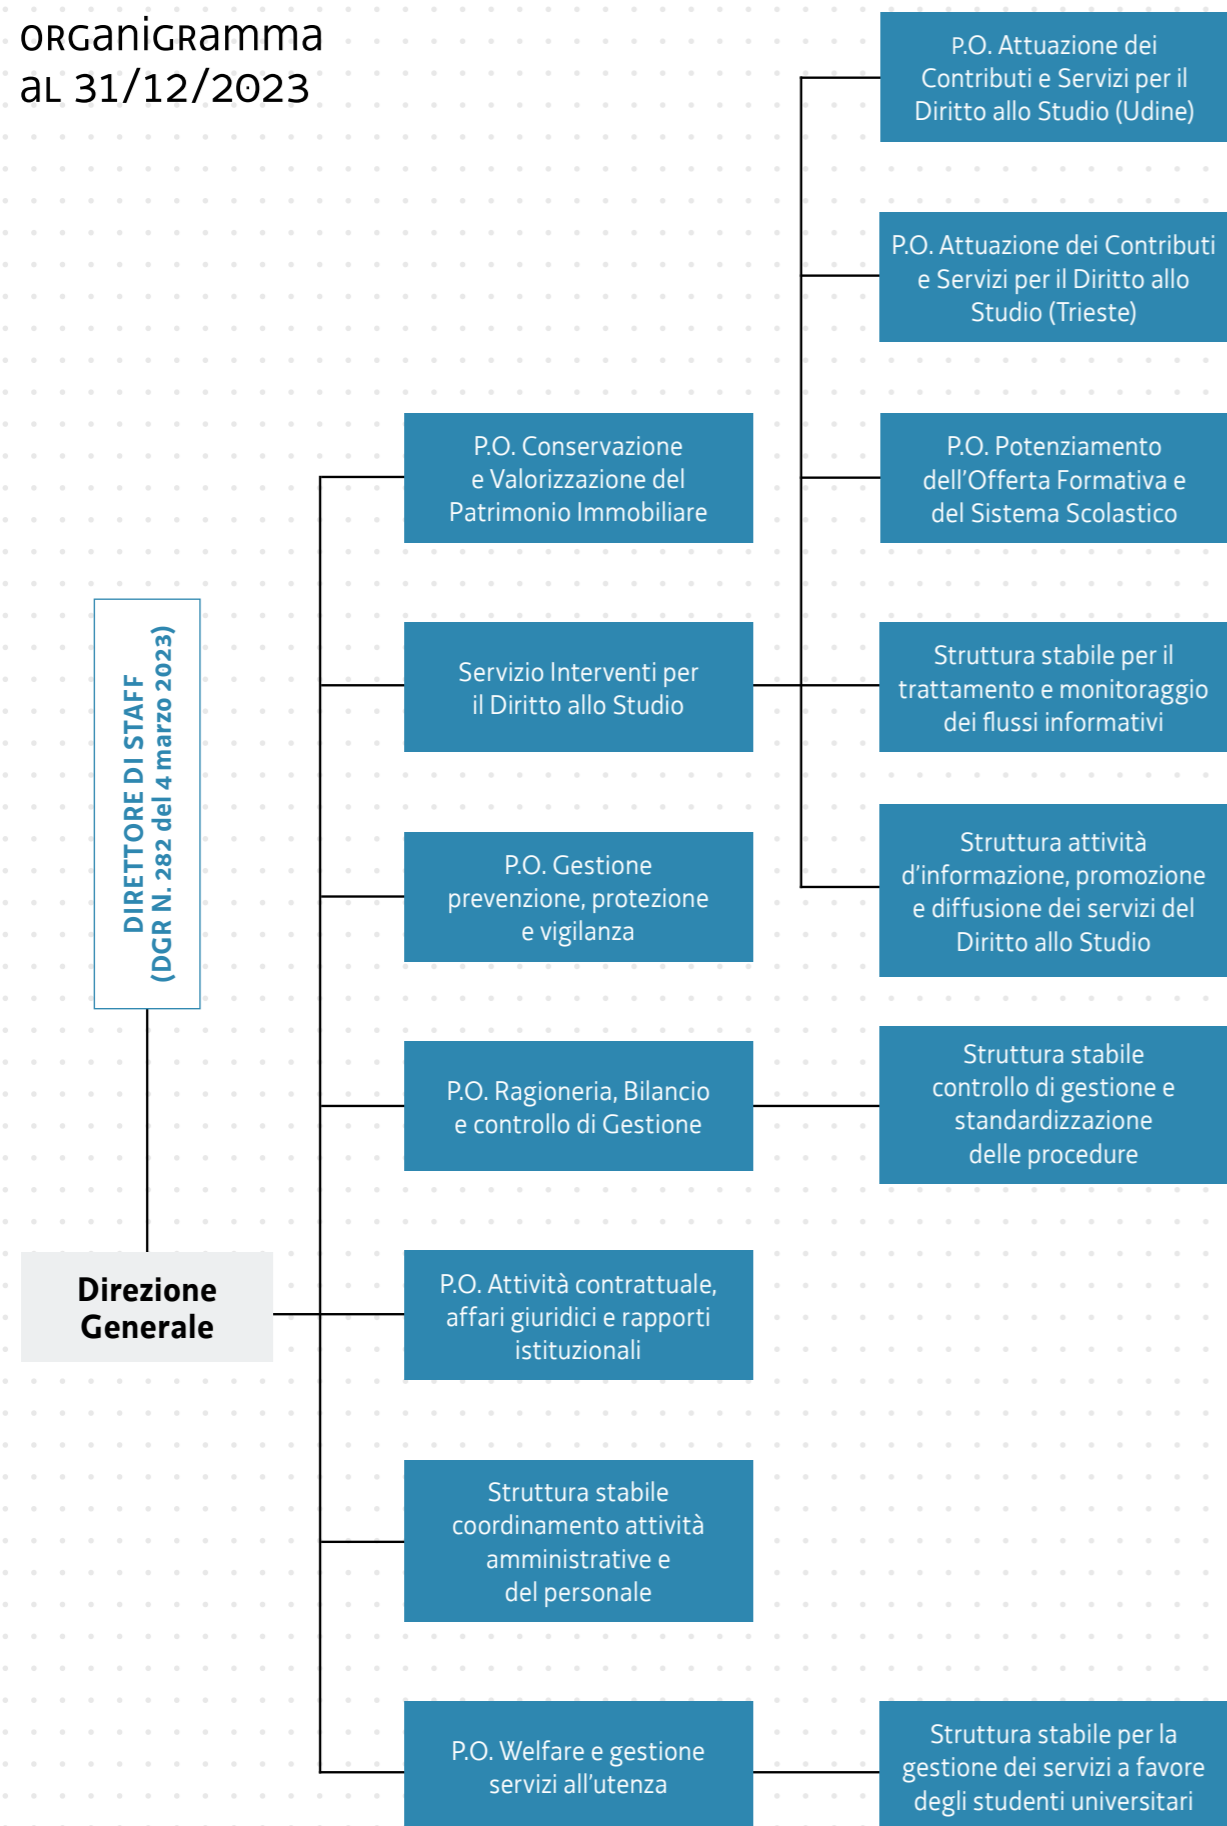 ORGANIGRAMMA
AL 31/12/2023
P.O. Attuazione dei
Contributi e Servizi per il
Diritto allo Studio (Udine)
P.O. Attuazione dei Contributi
e Servizi per il Diritto allo
Studio (Trieste)
P.O. Potenziamento
dell'Offerta Formativa e
del Sistema Scolastico
Struttura stabile per il
trattamento e monitoraggio
dei flussi informativi
Struttura attività
d'informazione, promozione
e diffusione dei servizi del
Diritto allo Studio
Struttura stabile
controllo di gestione e
standardizzazione
delle procedure
Struttura stabile per la
gestione dei servizi a favore
degli studenti universitari
P.O. Conservazione
e Valorizzazione del
Patrimonio Immobiliare
Servizio Interventi per
il Diritto allo Studio
P.O. Gestione
prevenzione, protezione
e vigilanza
P.O. Ragioneria, Bilancio
e controllo di Gestione
P.O. Attività contrattuale,
affari giuridici e rapporti
istituzionali
Struttura stabile
coordinamento attività
amministrative e
del personale
P.O. Welfare e gestione
servizi all'utenza
DIRETTORE DI STAFF
(DGR N. 282 del 4 marzo 2023)
Direzione
Generale